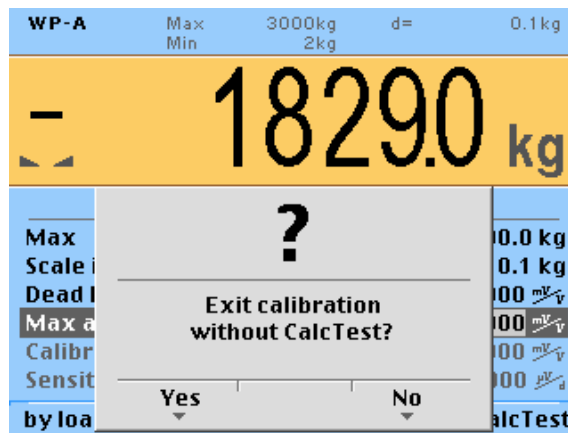 WP-A Max 3000kg d= 0.1kg
Min 2kg
– 1829.0 kg
?
Max 0.0 kg
Scale 0.1 kg
Dead 00 mV/V
Exit calibration
Max a 00 mV/V
without CalcTest?
Calibr 00 mV/V
Sensit 000 µV/d
Yes No
by loa alcTest